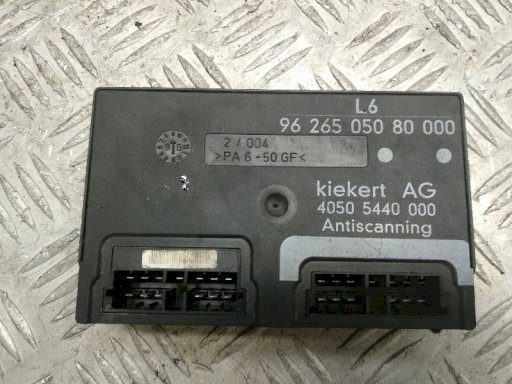 L6
96 265 050 80 000
2 / 004
>PA 6 -50 GF<
kiekert AG
4050 5440 000
Antiscanning